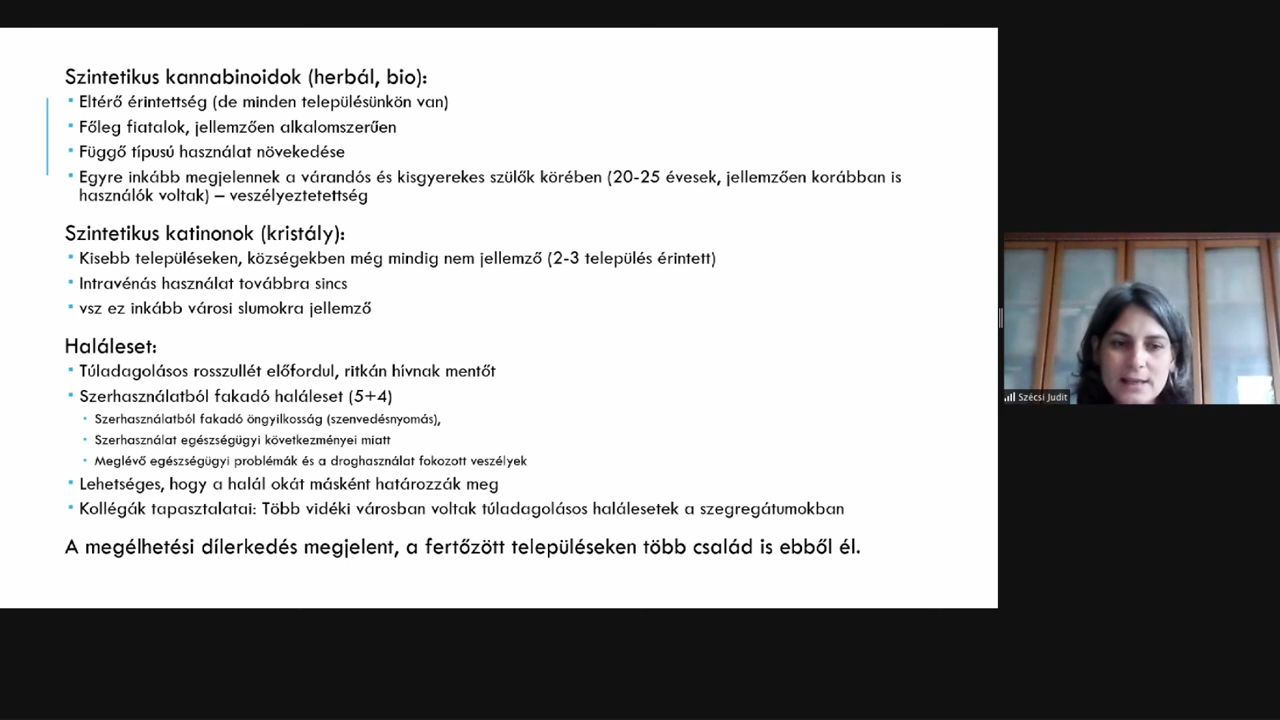 Szintetikus kannabinoidok (herbál, bio):
Eltérő érintettség (de minden településünkön van)
Főleg fiatalok, jellemzően alkalomszerűen
Függő típusú használat növekedése
Egyre inkább megjelennek a várandós és kisgyerekes szülők körében (20-25 évesek, jellemzően korábban is
használók voltak) – veszélyeztetettség
Szintetikus katinonok (kristály):
Kisebb településeken, községekben még mindig nem jellemző (2-3 település érintett)
Intravénás használat továbbra sincs
vsz ez inkább városi slumokra jellemző
Haláleset:
Túladagolásos rosszullét előfordul, ritkán hívnak mentőt
Szerhasználatból fakadó haláleset (5+4)
Szerhasználatból fakadó öngyilkosság (szenvedésnyomás),
Szerhasználat egészségügyi következményei miatt
Meglévő egészségügyi problémák és a droghasználat fokozott veszélyek
Lehetséges, hogy a halál okát másként határozzák meg
Kollégák tapasztalatai: Több vidéki városban voltak túladagolásos halálesetek a szegregátumokban
A megélhetési dílerkedés megjelent, a fertőzött településeken több család is ebből él.
Szécsi Judit